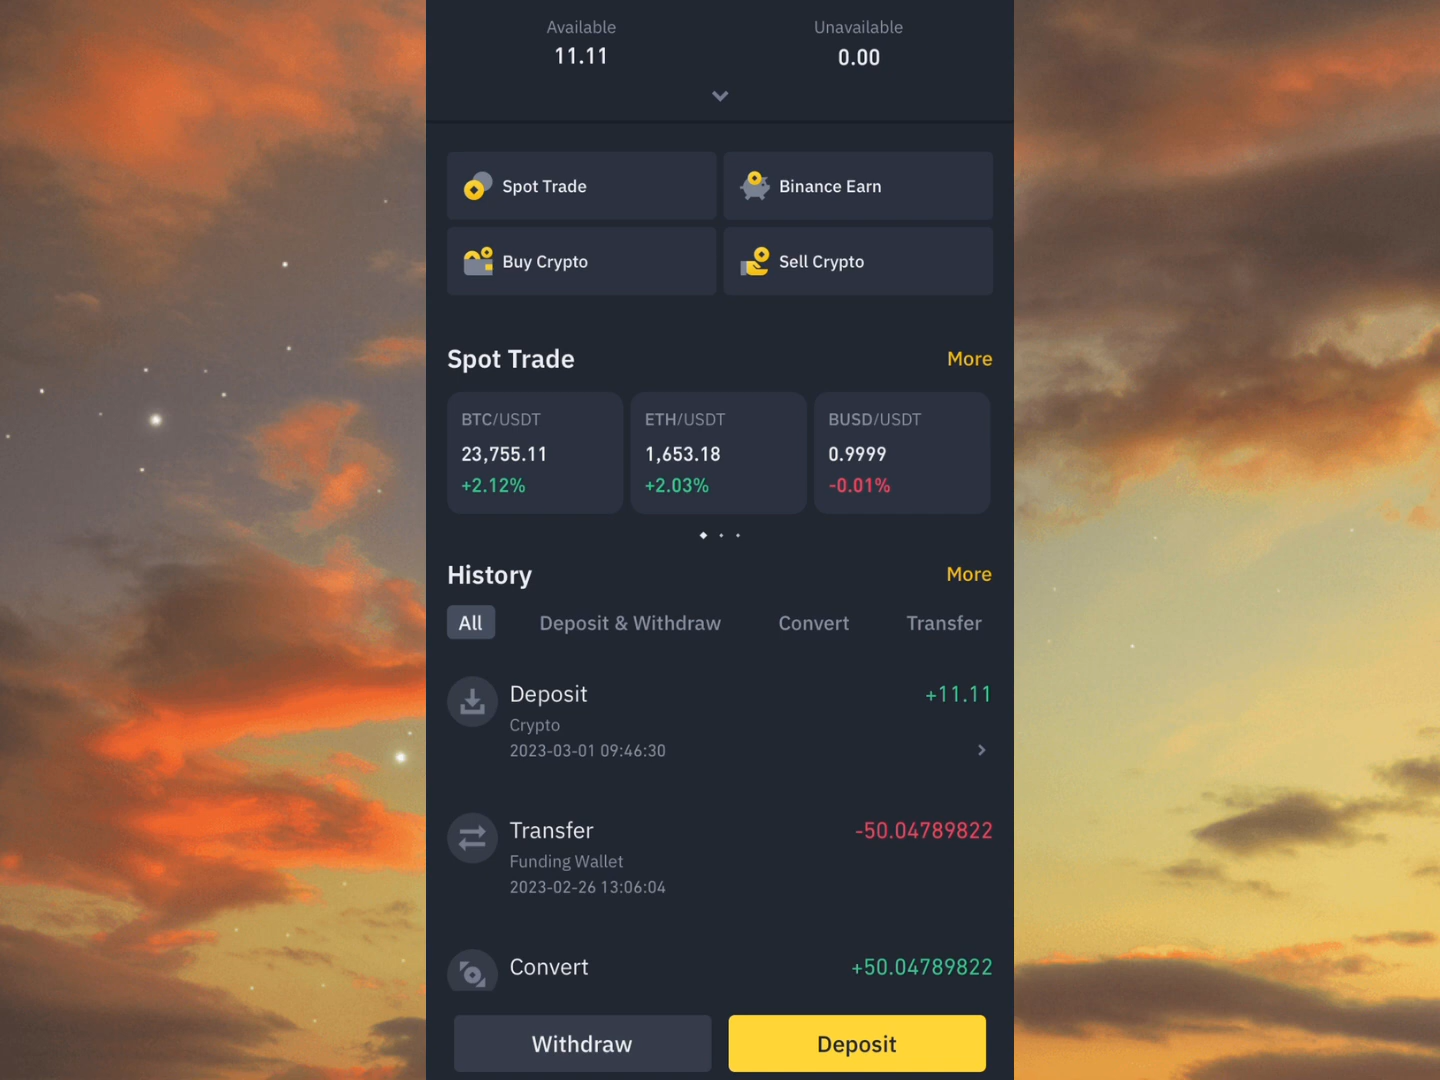 Available Unavailable
11.11 0.00
Spot Trade Binance Earn
Buy Crypto Sell Crypto
Spot Trade More
BTC/USDT ETH/USDT BUSD/USDT
23,755.11 1,653.18 0.9999
+2.12% +2.03% -0.01%
History More
All Deposit & Withdraw Convert Transfer
Deposit +11.11
Crypto
2023-03-01 09:46:30
Transfer -50.04789822
Funding Wallet
2023-02-26 13:06:04
Convert +50.04789822
Withdraw Deposit